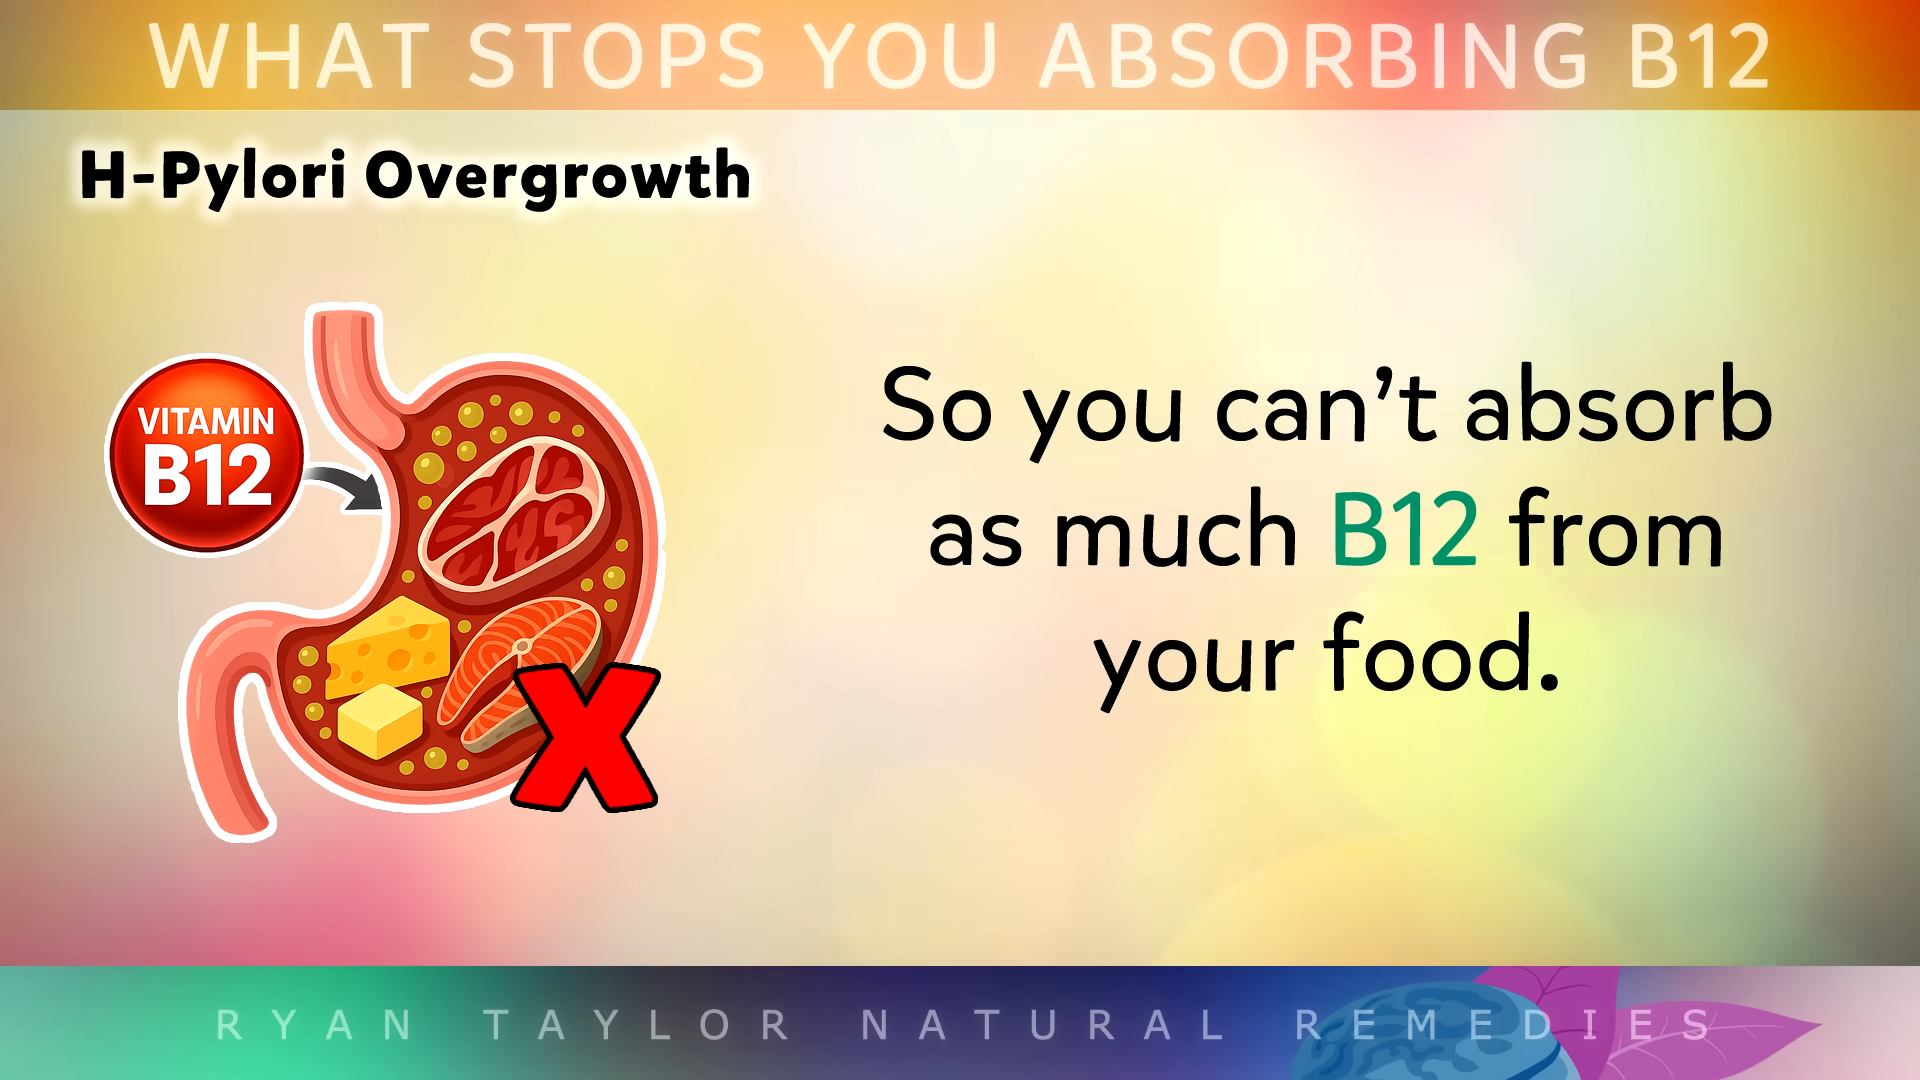 WHAT STOPS YOU ABSORBING B12
H-Pylori Overgrowth
VITAMIN
B12
So you can’t absorb
as much B12 from
your food.
RYAN TAYLOR NATURAL REMEDIES